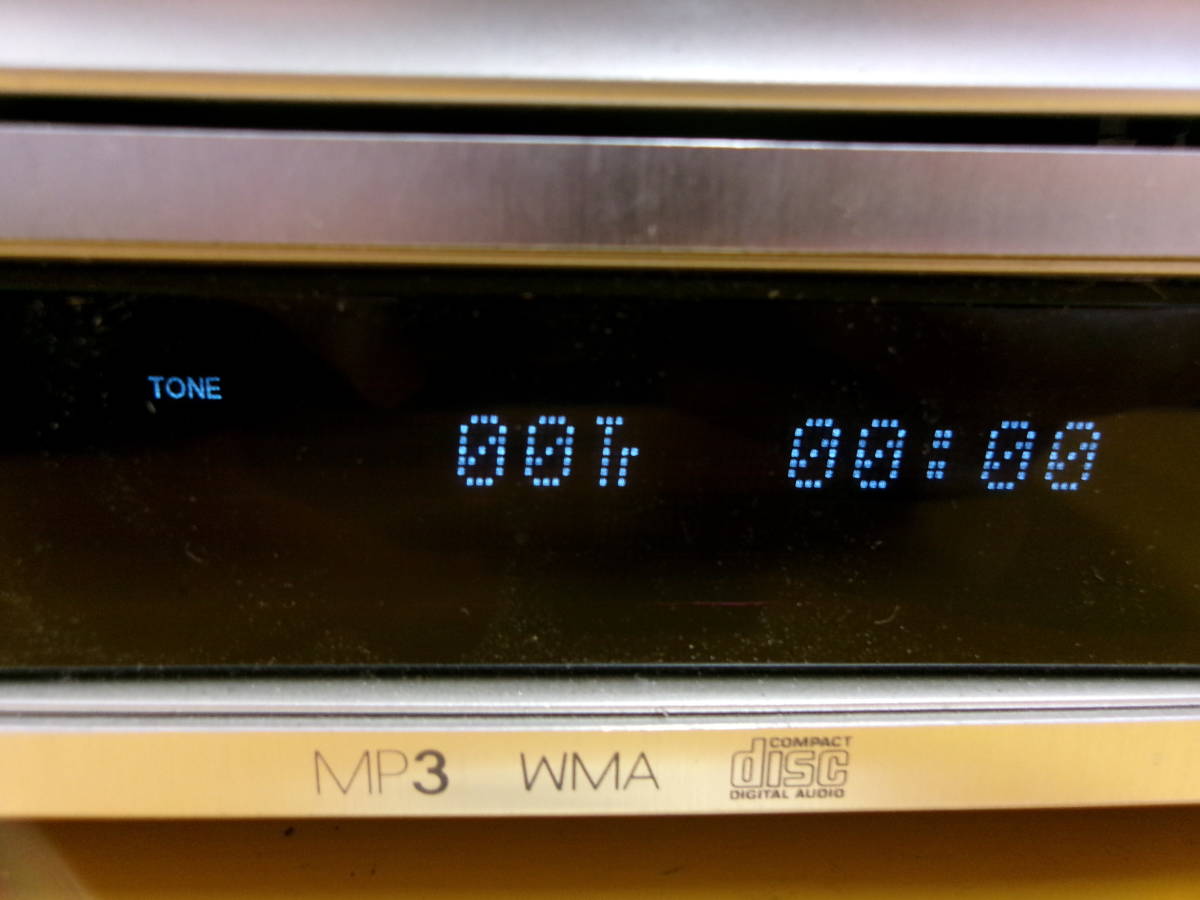 TONE
00Tr 00:00
MP3 WMA COMPACT disc DIGITAL AUDIO